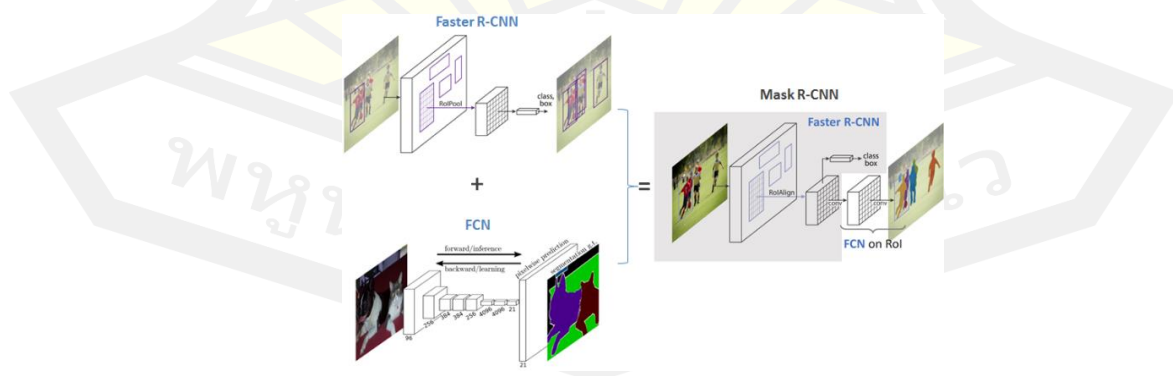 Faster R-CNN
RoIPool
class,
box
+
FCN
forward/inference
backward/learning
pixelwise prediction
segmentation g.t.
96
256
384
384
256
4096
4096
21
21
=
Mask R-CNN
Faster R-CNN
RoIAlign
class
box
conv
conv
FCN on RoI